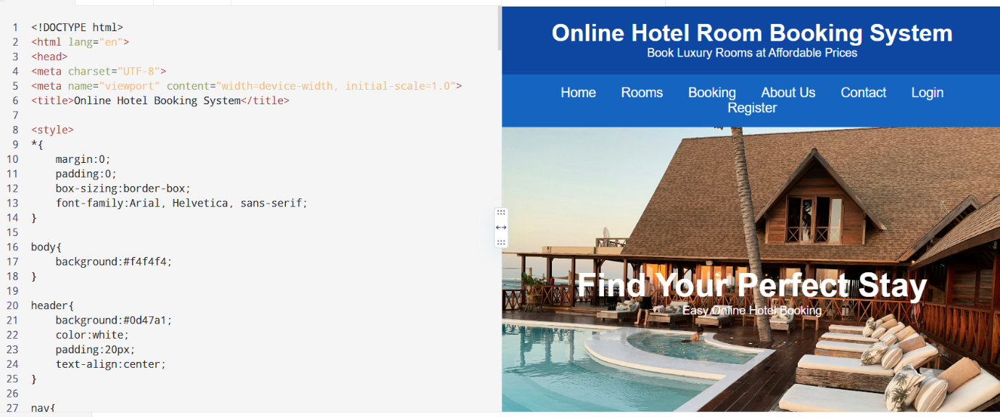 1 <!DOCTYPE html>
2 <html lang="en">
3 <head>
4 <meta charset="UTF-8">
5 <meta name="viewport" content="width=device-width, initial-scale=1.0">
6 <title>Online Hotel Booking System</title>
7
8 <style>
9 *{
10     margin:0;
11     padding:0;
12     box-sizing:border-box;
13     font-family:Arial, Helvetica, sans-serif;
14 }
15
16 body{
17     background:#f4f4f4;
18 }
19
20 header{
21     background:#0d47a1;
22     color:white;
23     padding:20px;
24     text-align:center;
25 }
26
27 nav{
Online Hotel Room Booking System
Book Luxury Rooms at Affordable Prices
Home Rooms Booking About Us Contact Login
Register
Find Your Perfect Stay
Easy Online Hotel Booking